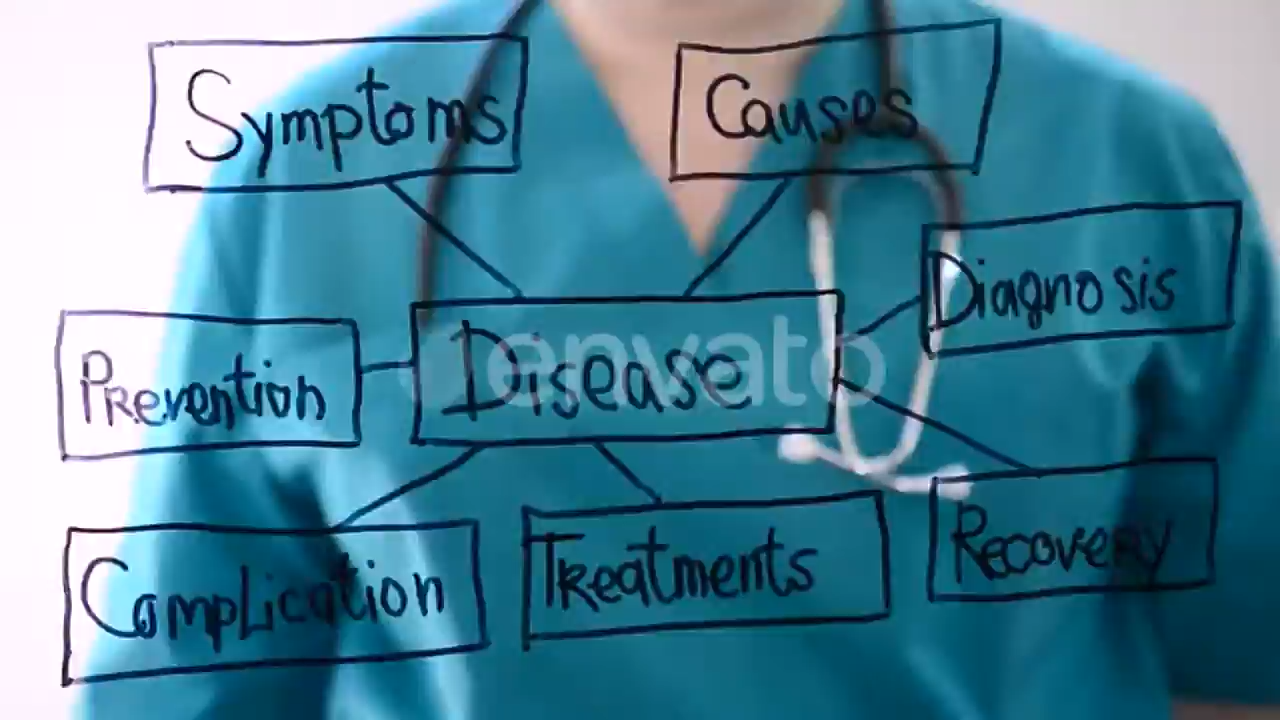 Symptoms
Causes
Diagnosis
Prevention
Disease
envato
Recovery
Complication
Treatments